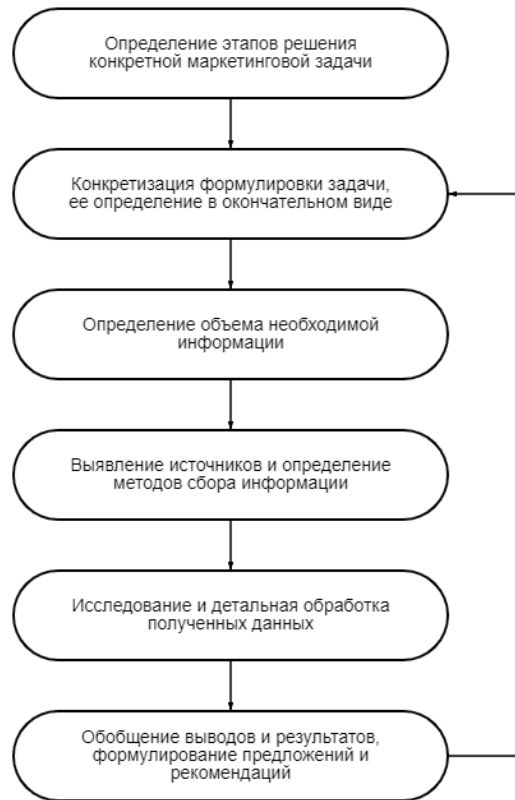 Определение этапов решения
конкретной маркетинговой задачи
Конкретизация формулировки задачи,
ее определение в окончательном виде
Определение объема необходимой
информации
Выявление источников и определение
методов сбора информации
Исследование и детальная обработка
полученных данных
Обобщение выводов и результатов,
формулирование предложений и
рекомендаций